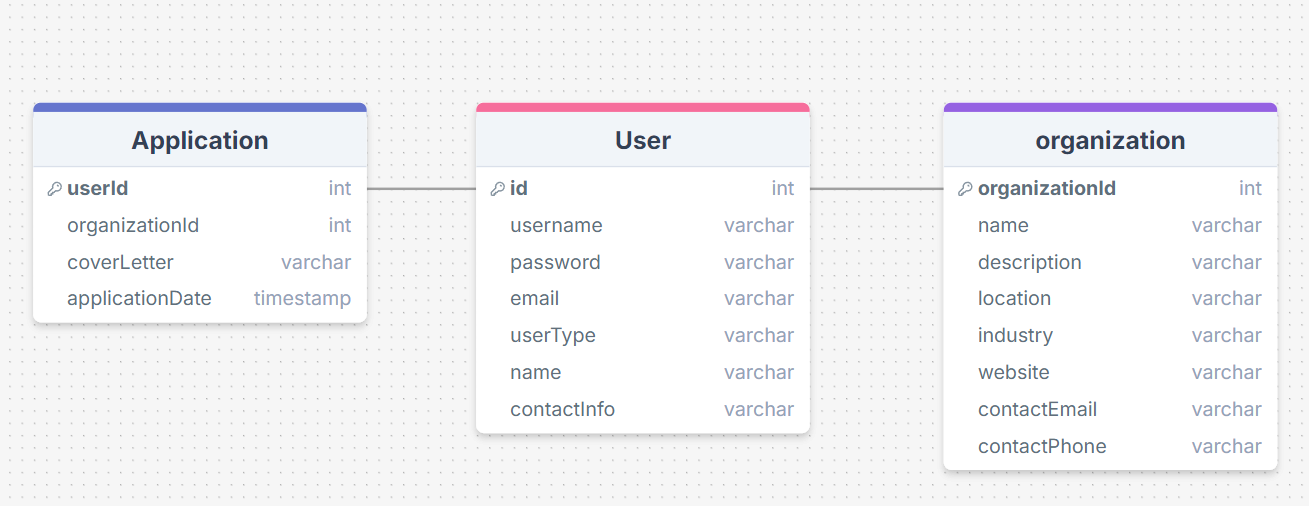 Application
userId int
organizationId int
coverLetter varchar
applicationDate timestamp
User
id int
username varchar
password varchar
email varchar
userType varchar
name varchar
contactInfo varchar
organization
organizationId int
name varchar
description varchar
location varchar
industry varchar
website varchar
contactEmail varchar
contactPhone varchar